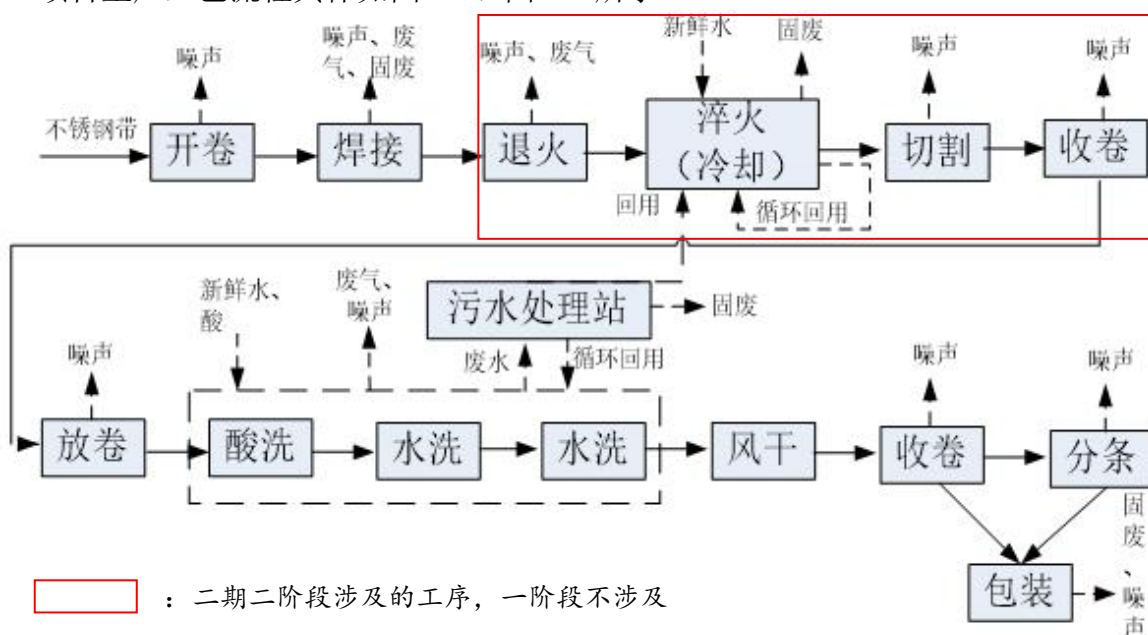 噪声
噪声、废
气、固废
噪声、废气
新鲜水
固废
噪声
噪声
不锈钢带
开卷
焊接
退火
淬火
（冷却）
切割
收卷
回用
循环回用
新鲜水、
酸
废气、
噪声
污水处理站
固废
噪声
废水
循环回用
噪声
噪声
放卷
酸洗
水洗
水洗
风干
收卷
分条
固
废
、
噪
声
包装
：二期二阶段涉及的工序，一阶段不涉及